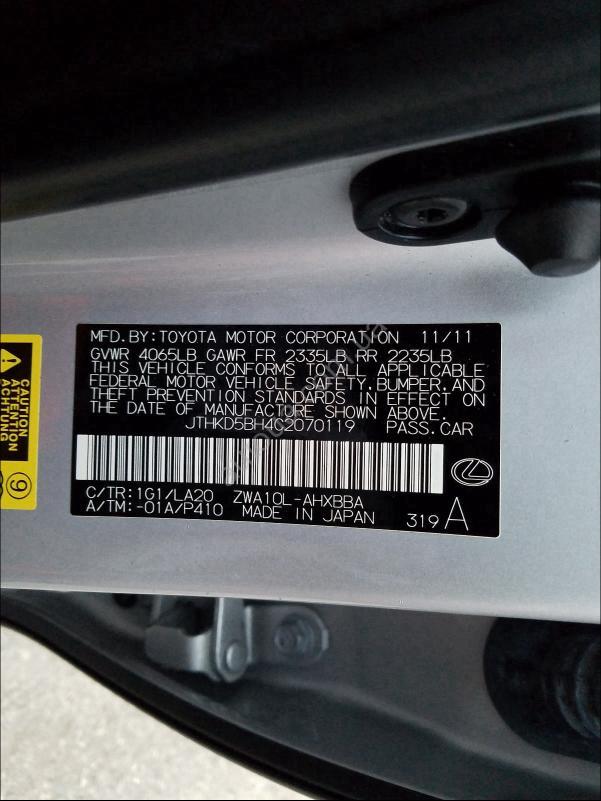 MFD.BY:TOYOTA MOTOR CORPORATION 11/11
GVWR 4065LB GAWR FR 2335LB RR 2235LB
THIS VEHICLE CONFORMS TO ALL APPLICABLE
FEDERAL MOTOR VEHICLE SAFETY,BUMPER,AND
THEFT PREVENTION STANDARDS IN EFFECT ON
THE DATE OF MANUFACTURE SHOWN ABOVE.
JTHKD5BH4C2070119 PASS.CAR
C/TR:1G1/LA20 ZWA10L-AHXBBA
A/TM:-01A/P410 MADE IN JAPAN 319 A
CAUTION
ATTENTION
ACHTUNG
9